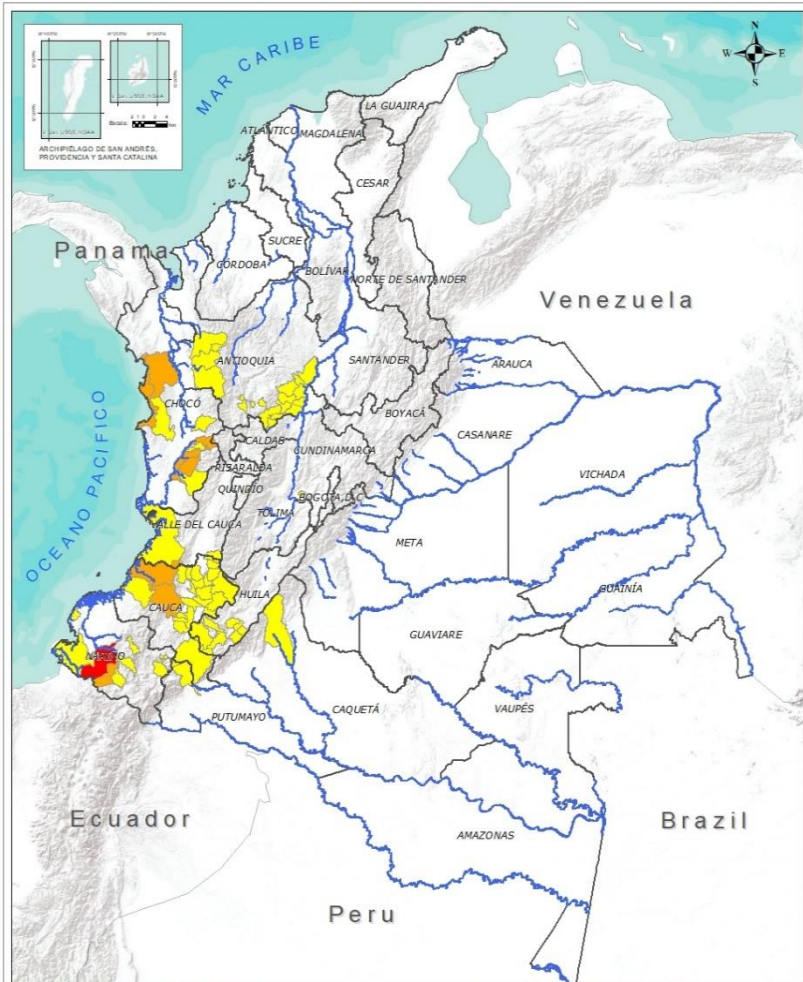 N
W E
S
MAR CARIBE
ARCHIPIÉLAGO DE SAN ANDRÉS,
PROVIDENCIA Y SANTA CATALINA
LA GUAJIRA
ATLÁNTICO
MAGDALENA
CESAR
Panama
SUCRE
CÓRDOBA
BOLÍVAR
NORTE DE SANTANDER
Venezuela
ANTIOQUIA
SANTANDER
ARAUCA
OCEANO PACIFICO
CHOCÓ
BOYACÁ
CALDAS
CUNDINAMARCA
CASANARE
RISARALDA
VICHADA
QUINDIO
BOGOTÁ, D.C.
TOLIMA
VALLE DEL CAUCA
META
GUAINÍA
HUILA
CAUCA
GUAVIARE
NARIÑO
CAQUETÁ
VAUPÉS
PUTUMAYO
Ecuador
Brazil
AMAZONAS
Peru